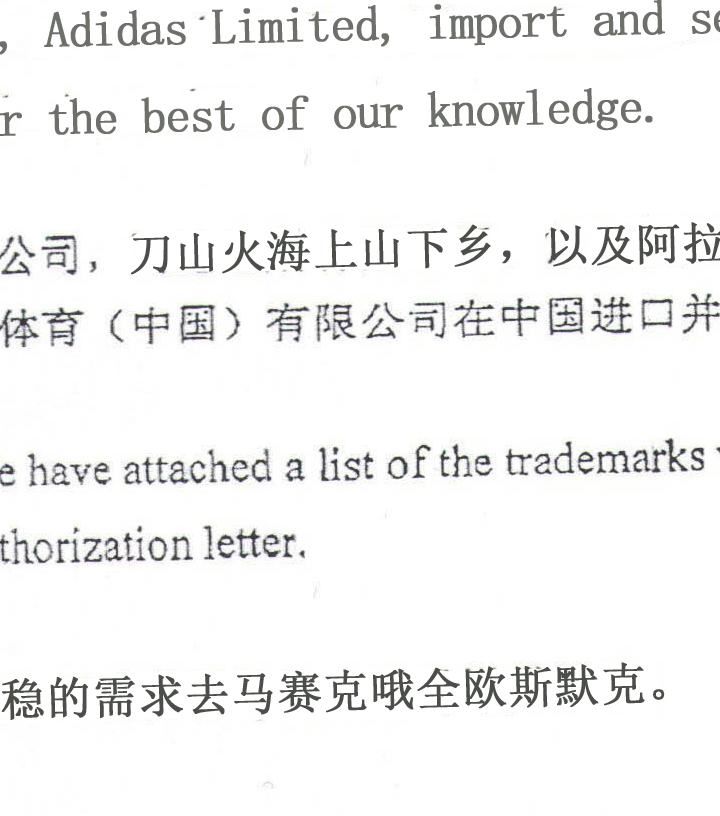 , Adidas Limited, import and se
r the best of our knowledge.
公司，刀山火海上山下乡，以及阿拉
体育（中国）有限公司在中国进口并
e have attached a list of the trademarks
thorization letter.
稳的需求去马赛克哦全欧斯默克。